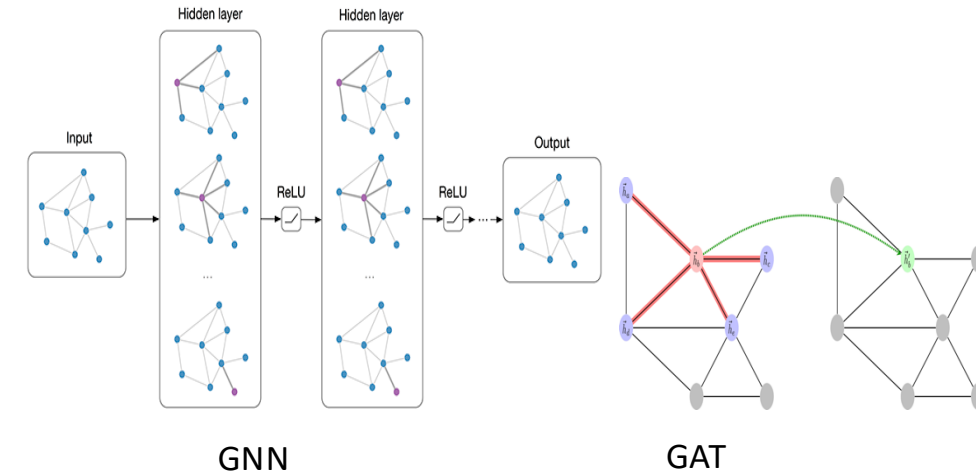 Hidden layer
Hidden layer
Input
ReLU
ReLU
...
Output
...
...
h⃗a
h⃗b
h⃗c
h⃗d
h⃗e
h⃗′b
GNN
GAT